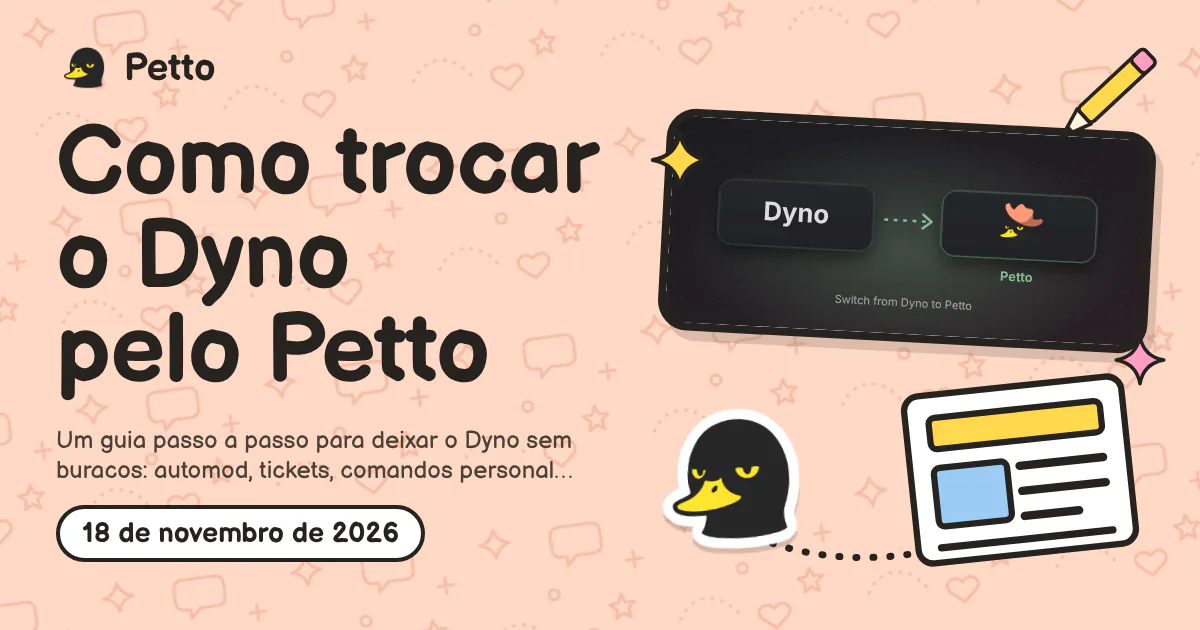 Petto
Como trocar
o Dyno
pelo Petto
Um guia passo a passo para deixar o Dyno sem
buracos: automod, tickets, comandos personal...
18 de novembro de 2026
Dyno
Petto
Switch from Dyno to Petto